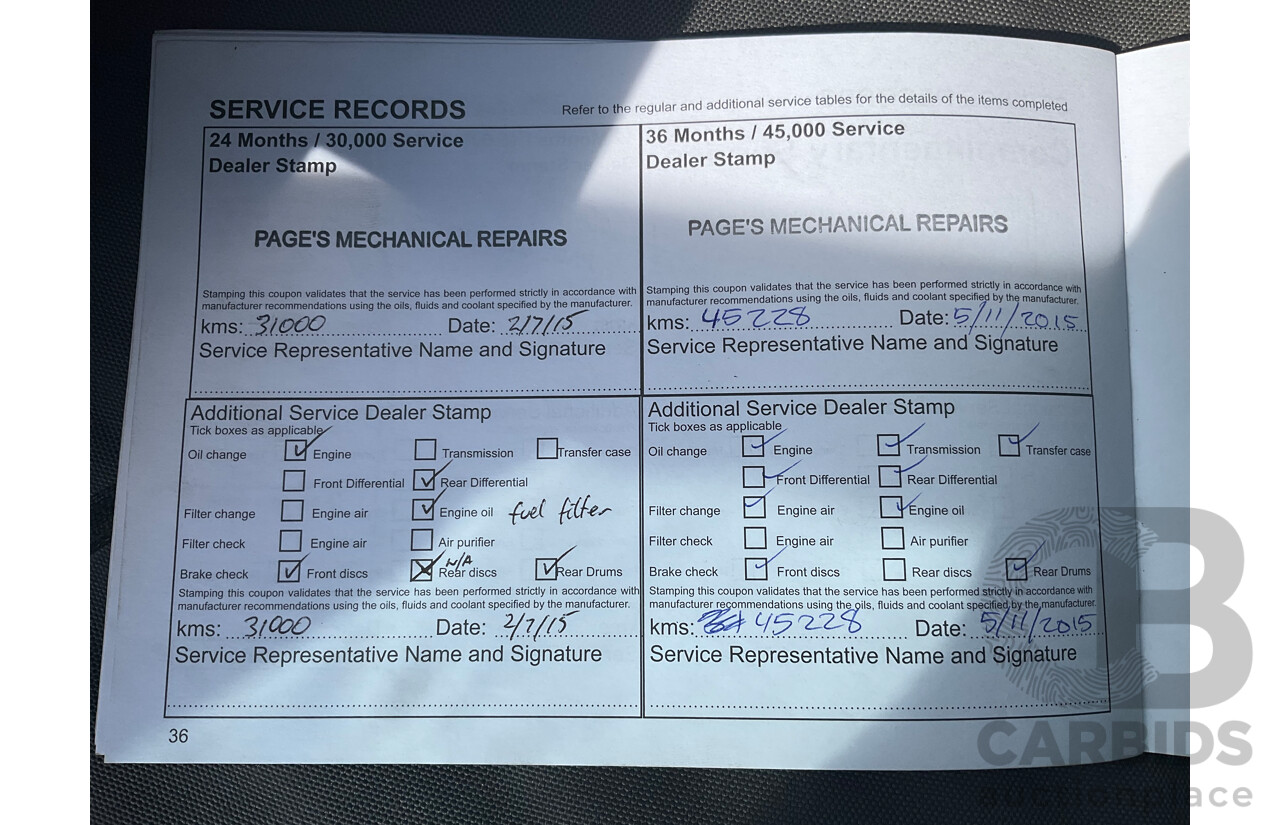 SERVICE RECORDS
Refer to the regular and additional service tables for the details of the items completed
24 Months / 30,000 Service
Dealer Stamp
PAGE'S MECHANICAL REPAIRS
Stamping this coupon validates that the service has been performed strictly in accordance with
manufacturer recommendations using the oils, fluids and coolant specified by the manufacturer.
kms: 31000 Date: 2/7/15
Service Representative Name and Signature
Additional Service Dealer Stamp
Tick boxes as applicable
Oil change Engine Transmission Transfer case
Front Differential Rear Differential
Filter change Engine air Engine oil fuel filter
Filter check Engine air Air purifier
N/A
Brake check Front discs Rear discs Rear Drums
Stamping this coupon validates that the service has been performed strictly in accordance with
manufacturer recommendations using the oils, fluids and coolant specified by the manufacturer.
kms: 31000 Date: 2/7/15
Service Representative Name and Signature
36 Months / 45,000 Service
Dealer Stamp
PAGE'S MECHANICAL REPAIRS
Stamping this coupon validates that the service has been performed strictly in accordance with
manufacturer recommendations using the oils, fluids and coolant specified by the manufacturer.
kms: 45228 Date: 5/11/2015
Service Representative Name and Signature
Additional Service Dealer Stamp
Tick boxes as applicable
Oil change Engine Transmission Transfer case
Front Differential Rear Differential
Filter change Engine air Engine oil
Filter check Engine air Air purifier
Brake check Front discs Rear discs Rear Drums
Stamping this coupon validates that the service has been performed strictly in accordance with
manufacturer recommendations using the oils, fluids and coolant specified by the manufacturer.
kms: 45228 Date: 5/11/2015
Service Representative Name and Signature
36
CARBIDS